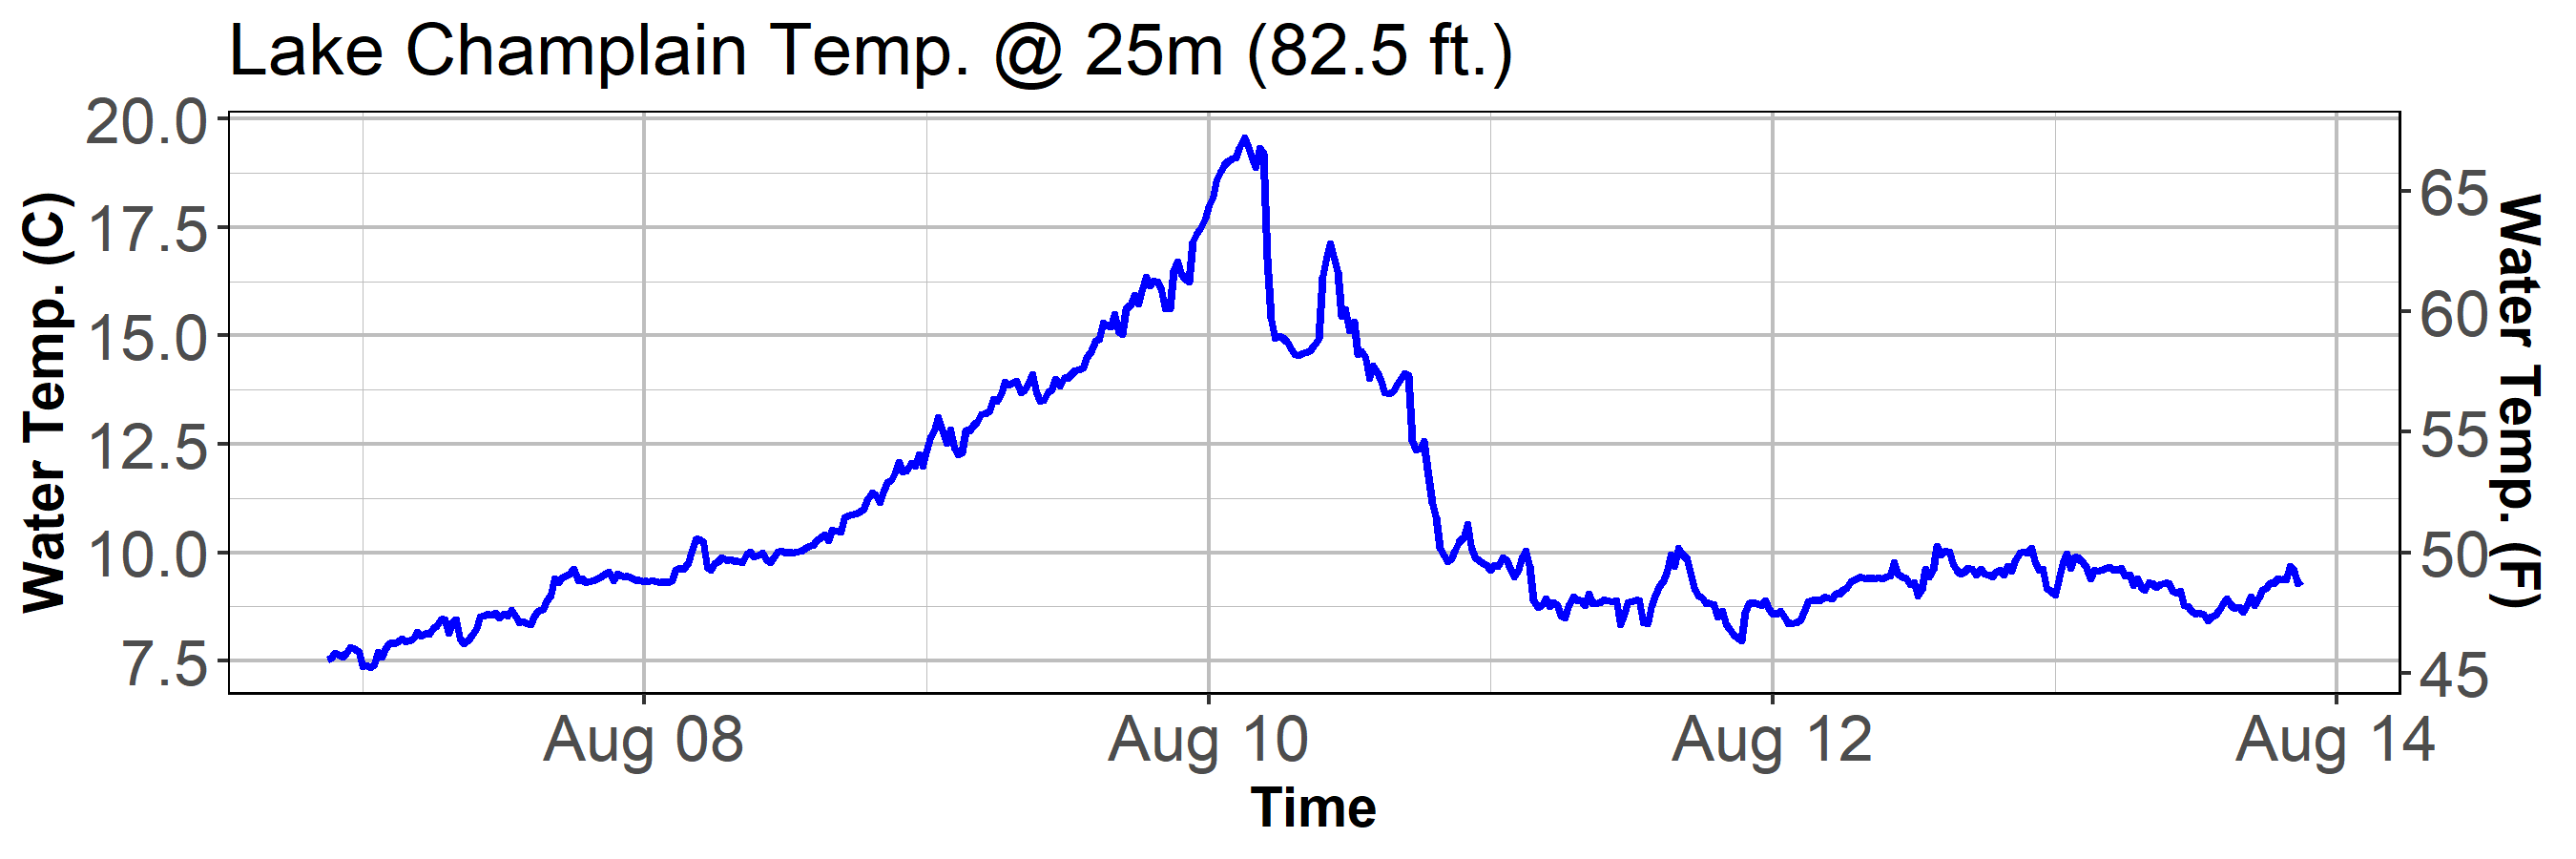 Lake Champlain Temp. @ 25m (82.5 ft.)
Water Temp. (C)
20.0
17.5
15.0
12.5
10.0
7.5
65
60
55
50
45
Water Temp. (F)
Aug 08
Aug 10
Aug 12
Aug 14
Time